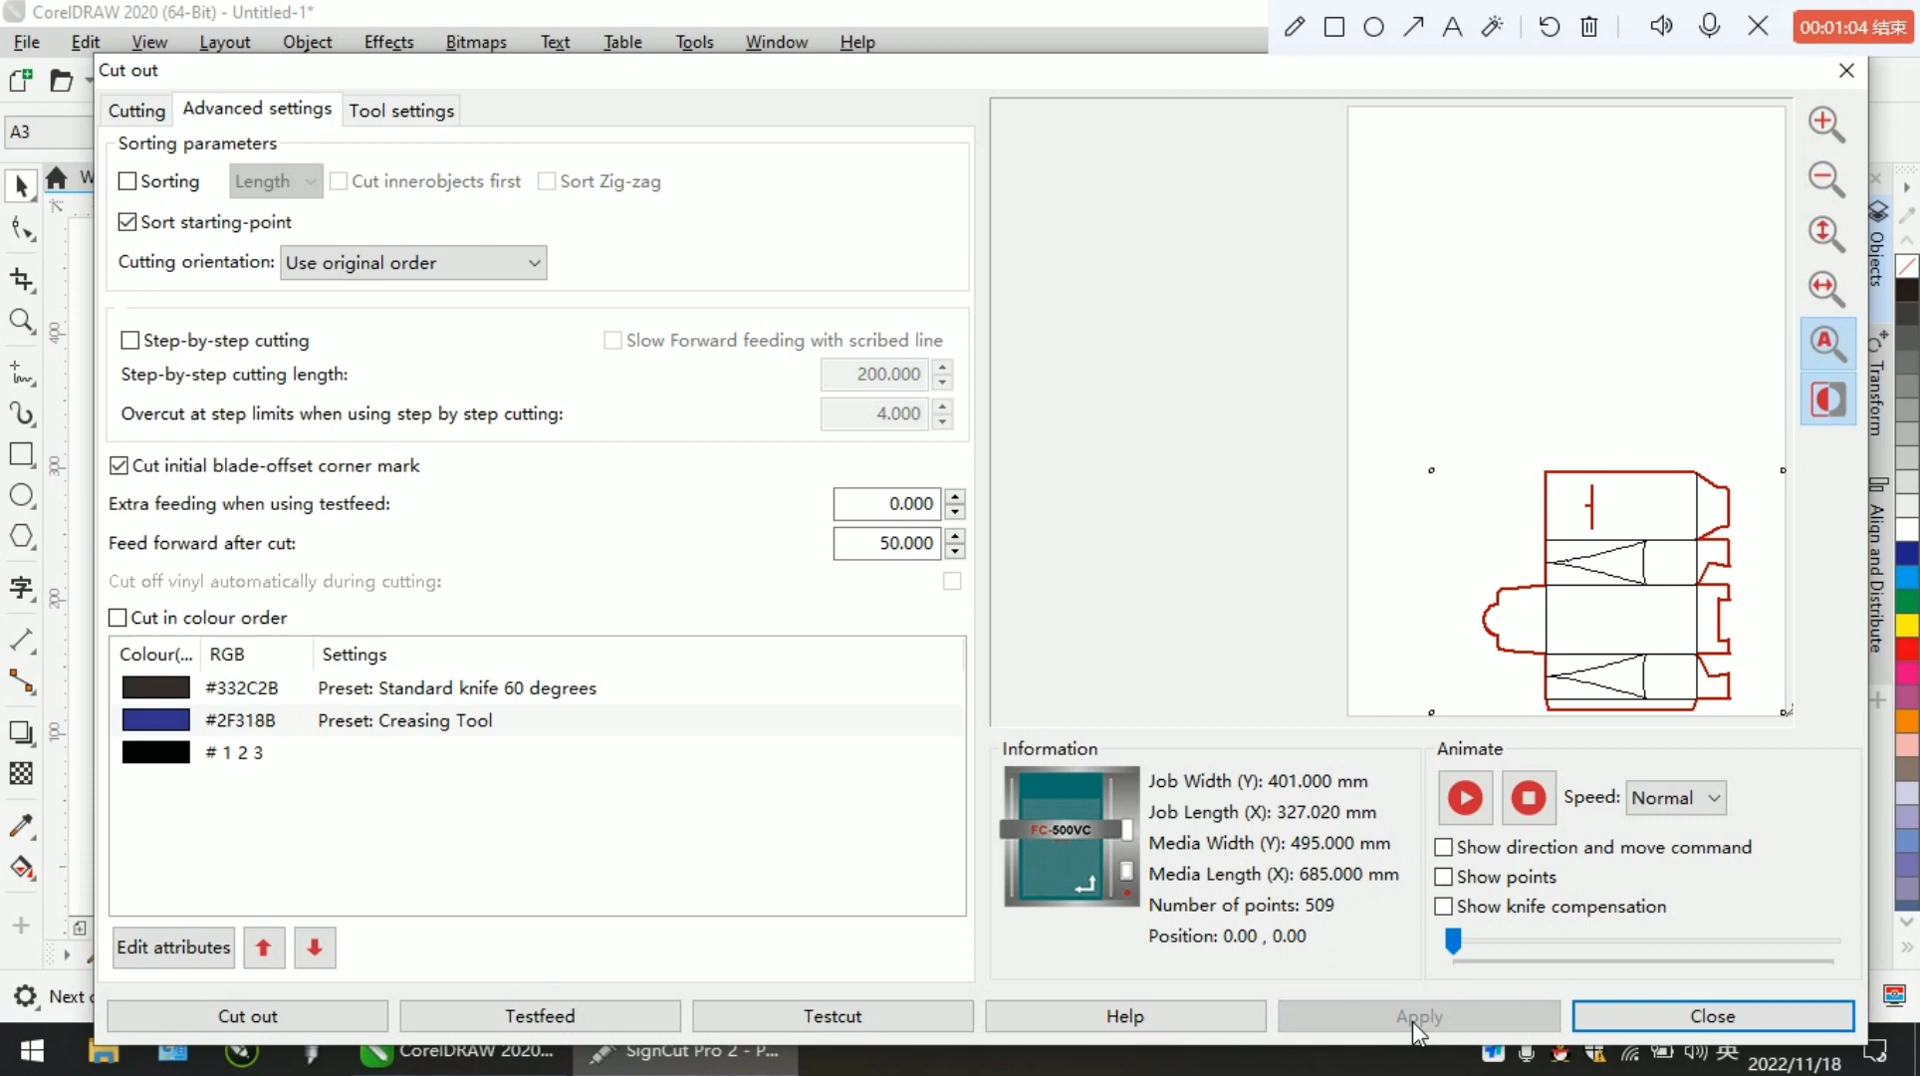 CorelDRAW 2020 (64-Bit) - Untitled-1*
00:01:04 结束
File Edit View Layout Object Effects Bitmaps Text Table Tools Window Help
A
Cut out
Cutting Advanced settings Tool settings
A3
Sorting parameters
W
Sorting Length Cut innerobjects first Sort Zig-zag
Sort starting-point
Cutting orientation: Use original order
Step-by-step cutting Slow Forward feeding with scribed line
Step-by-step cutting length: 200.000
Overcut at step limits when using step by step cutting: 4.000
Cut initial blade-offset corner mark
Extra feeding when using testfeed: 0.000
Feed forward after cut: 50.000
Cut off vinyl automatically during cutting:
Cut in colour order
Colour(... RGB Settings
#332C2B Preset: Standard knife 60 degrees
#2F318B Preset: Creasing Tool
# 1 2 3
Edit attributes
400
300
200
100
字
A
Objects
Transform
Align and Distribute
Information
FC-500VC
Job Width (Y): 401.000 mm
Job Length (X): 327.020 mm
Media Width (Y): 495.000 mm
Media Length (X): 685.000 mm
Number of points: 509
Position: 0.00 , 0.00
Animate
Speed: Normal
Show direction and move command
Show points
Show knife compensation
Next
Cut out Testfeed Testcut Help Apply Close
CorelDRAW 2020... SignCut Pro 2 - P... 英 2022/11/18